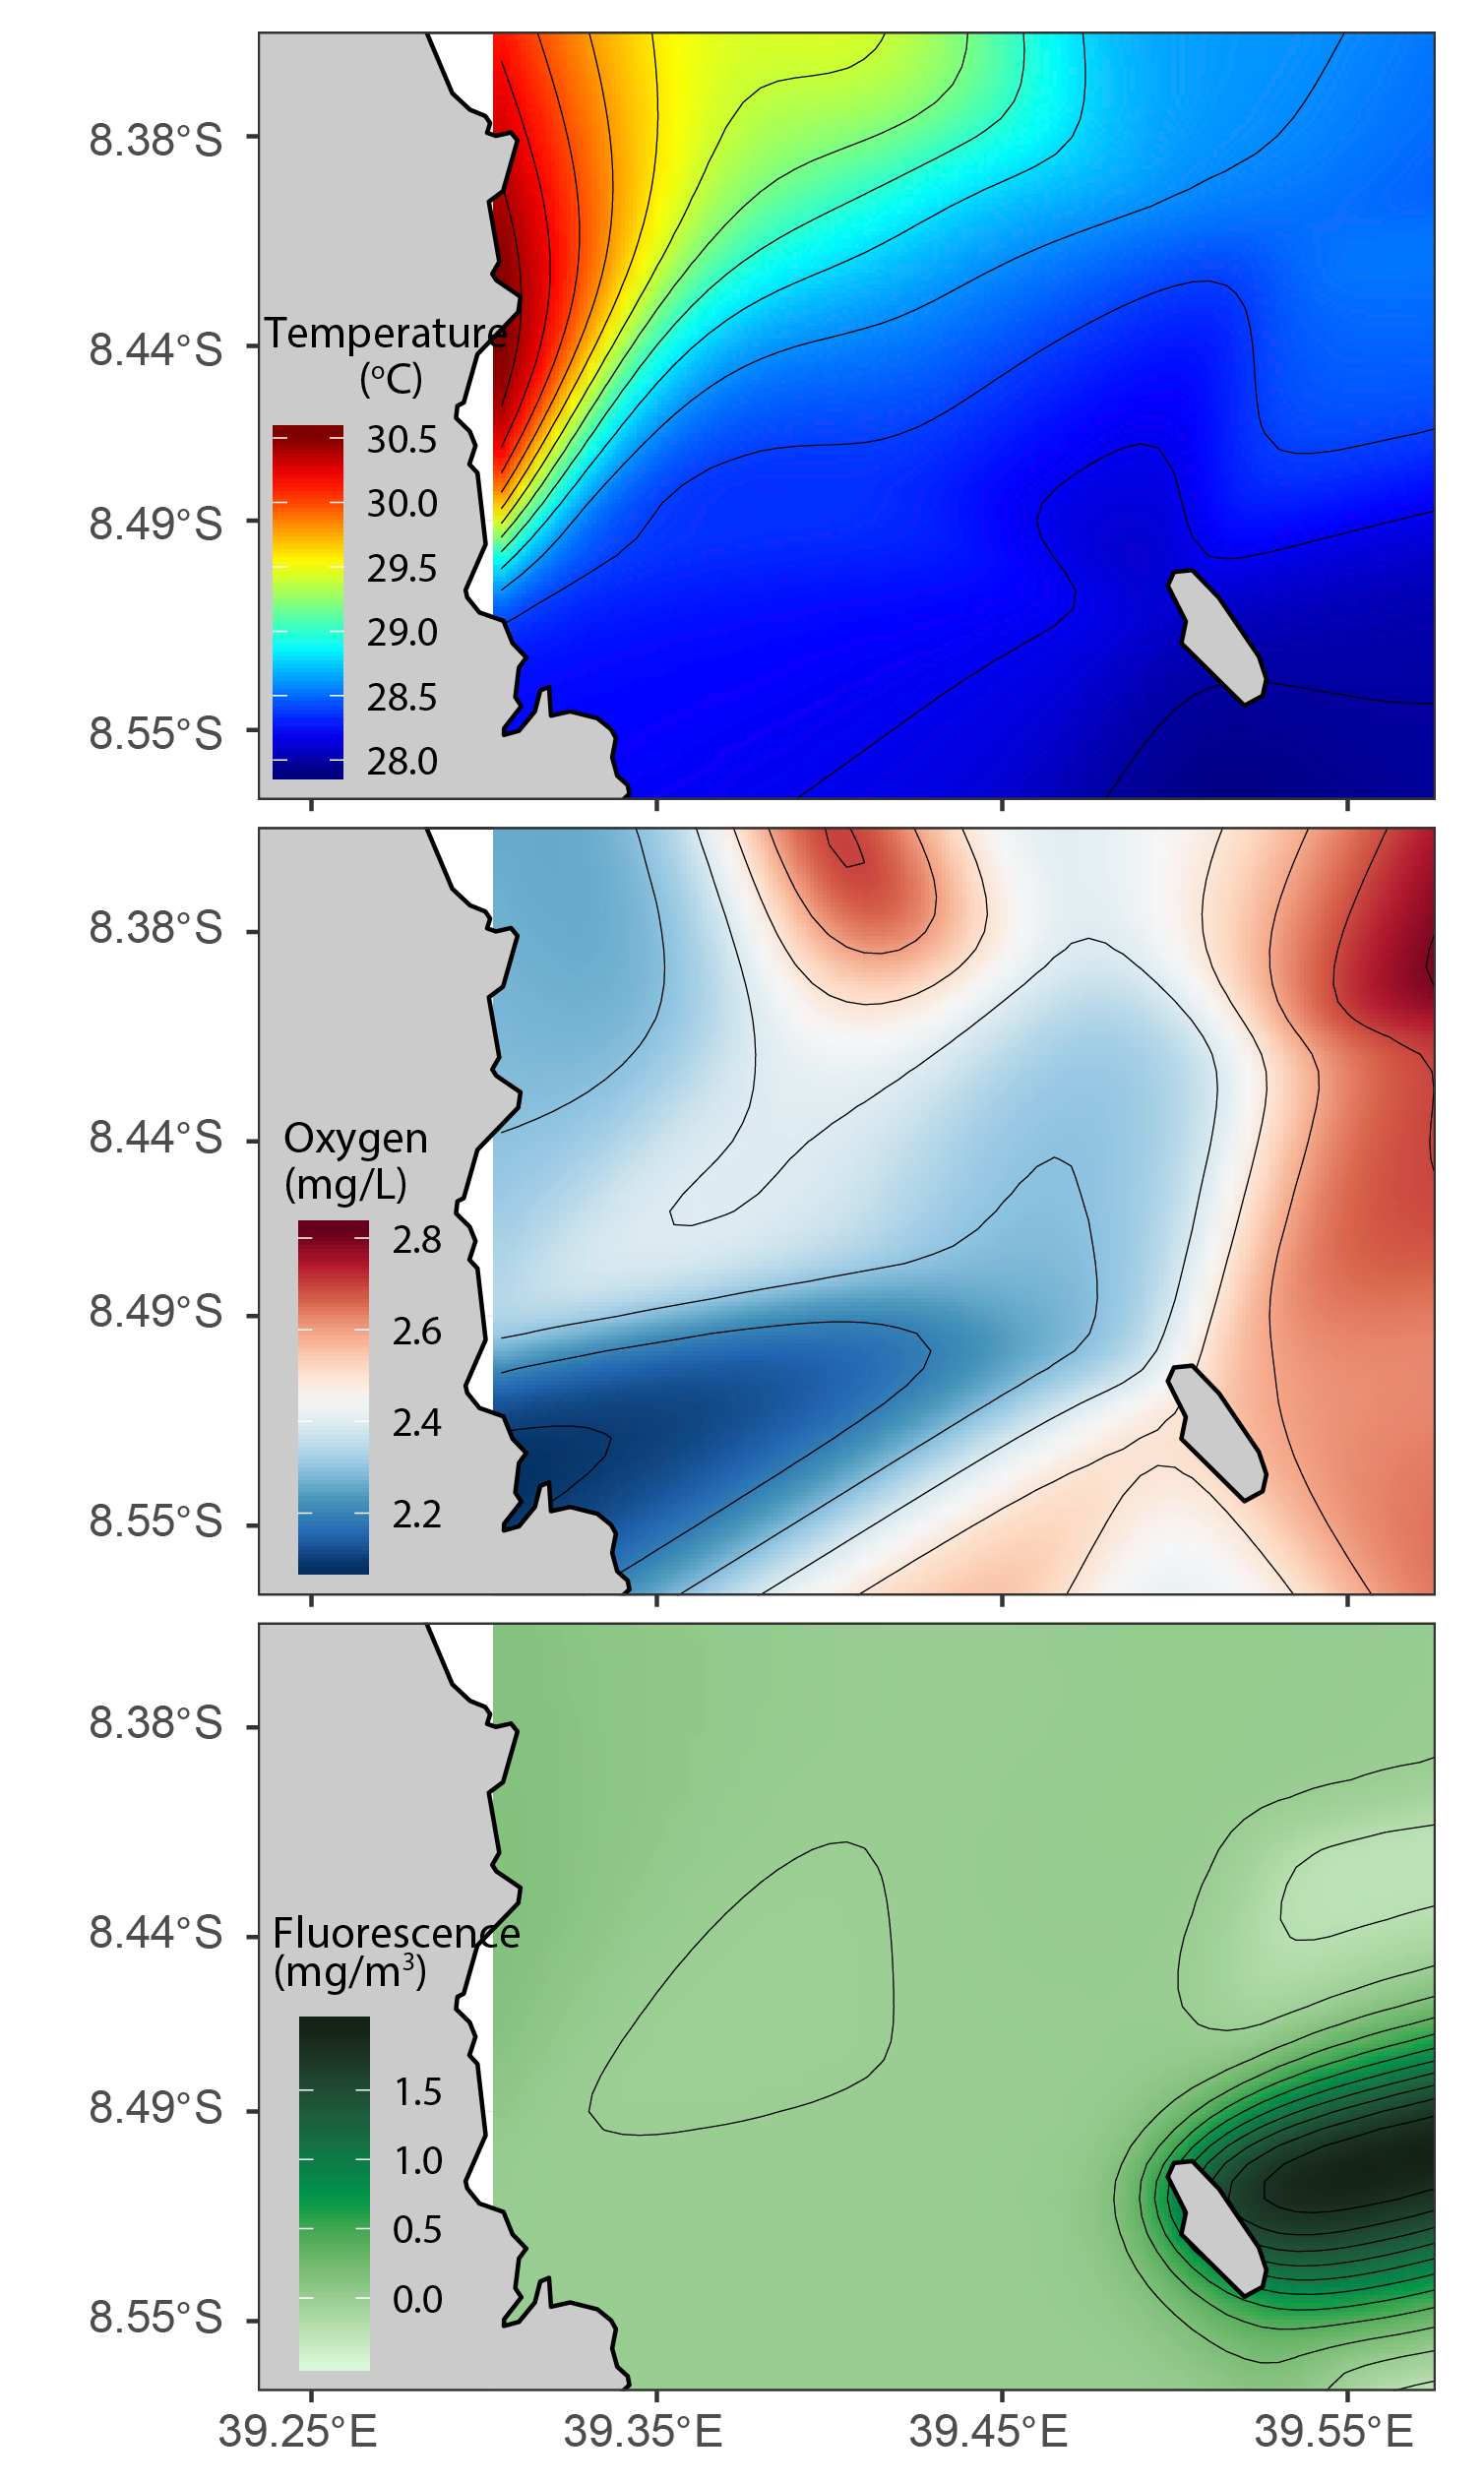 8.38°S
8.44°S
8.49°S
8.55°S
Temperature
(°C)
30.5
30.0
29.5
29.0
28.5
28.0
8.38°S
8.44°S
8.49°S
8.55°S
Oxygen
(mg/L)
2.8
2.6
2.4
2.2
8.38°S
8.44°S
8.49°S
8.55°S
Fluorescence
(mg/m³)
1.5
1.0
0.5
0.0
39.25°E 39.35°E 39.45°E 39.55°E